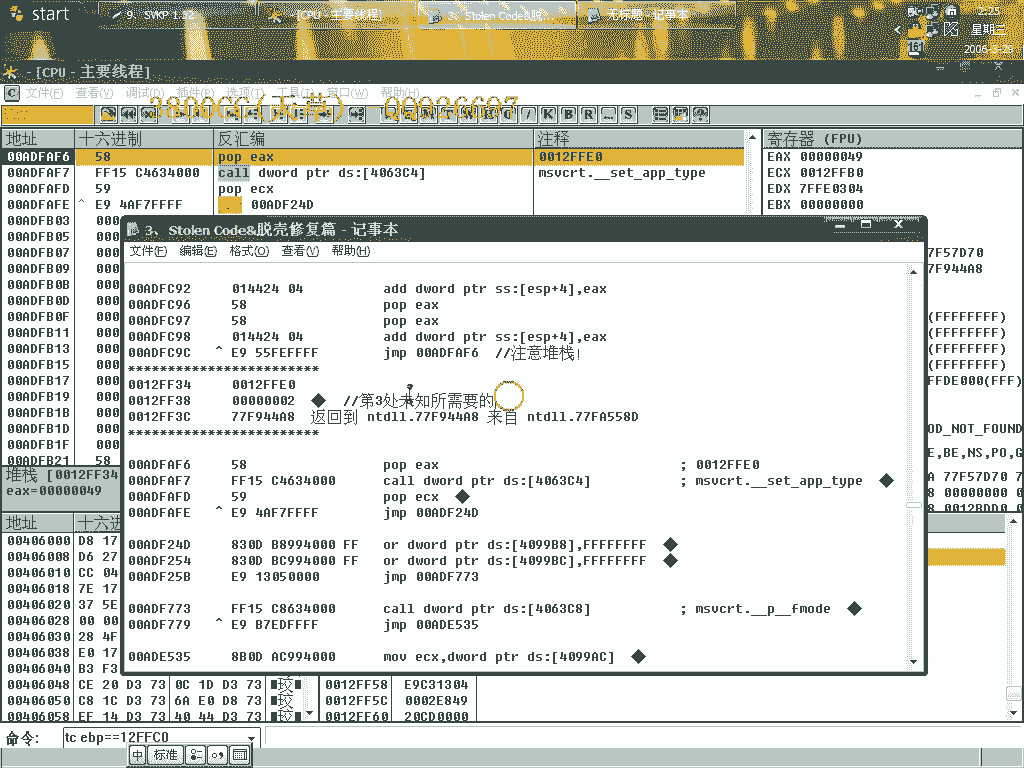 start
9、SVKP 1.32
[CPU - 主要线程]
3、Stolen Code&脱壳...
无标题 - 记事本
2:25
星期三
2006-3-29
161
- [CPU - 主要线程]
C 文件(F) 查看(V) 调试(D) 插件(P) 选项(T) 工具(I) 窗口(W) 帮助(H)
3800CC(天草) QQ926697
K B R ... S
地址 十六进制 反汇编 注释 寄存器 (FPU)
00ADFAF6 58 pop eax 0012FFE0 EAX 00000049
00ADFAF7 FF15 C4634000 call dword ptr ds:[4063C4] msvcrt.__set_app_type ECX 0012FFB0
00ADFAFD 59 pop ecx EDX 7FFE0304
00ADFAFE ^ E9 4AF7FFFF 00ADF24D EBX 00000000
00ADFB03 000
00ADFB05 000
00ADFB07 000 7F57D70
00ADFB09 000 7F944A8
00ADFB0B 000
00ADFB0D 000
00ADFB0F 000 (FFFFFFFF)
00ADFB11 000 (FFFFFFFF)
00ADFB13 000 (FFFFFFFF)
00ADFB15 000 (FFFFFFFF)
00ADFB17 000 FFDE000(FFF)
00ADFB19 000
00ADFB1B 000
00ADFB1D 000 OD_NOT_FOUND
00ADFB1F 000
00ADFB21 58 E,BE,NS,PO,G
堆栈 [0012FF34
eax=00000049
3、Stolen Code&脱壳修复篇 - 记事本
文件(F) 编辑(E) 格式(O) 查看(V) 帮助(H)
00ADFC92 014424 04 add dword ptr ss:[esp+4],eax
00ADFC96 58 pop eax
00ADFC97 58 pop eax
00ADFC98 014424 04 add dword ptr ss:[esp+4],eax
00ADFC9C ^ E9 55FEFFFF jmp 00ADFAF6 //注意堆栈!
************************
0012FF34 0012FFE0
0012FF38 00000002 ◆ //第3处未知所需要的
0012FF3C 77F944A8 返回到 ntdll.77F944A8 来自 ntdll.77FA558D
************************
00ADFAF6 58 pop eax ; 0012FFE0
00ADFAF7 FF15 C4634000 call dword ptr ds:[4063C4] ; msvcrt.__set_app_type ◆
00ADFAFD 59 pop ecx ◆
00ADFAFE ^ E9 4AF7FFFF jmp 00ADF24D
00ADF24D 830D B8994000 FF or dword ptr ds:[4099B8],FFFFFFFF ◆
00ADF254 830D BC994000 FF or dword ptr ds:[4099BC],FFFFFFFF ◆
00ADF25B E9 13050000 jmp 00ADF773
00ADF773 FF15 C8634000 call dword ptr ds:[4063C8] ; msvcrt.__p__fmode ◆
00ADF779 ^ E9 B7EDFFFF jmp 00ADE535
00ADE535 8B0D AC994000 mov ecx,dword ptr ds:[4099AC] ◆
地址 十六进
00406000 D8 17
00406008 D6 27
00406010 CC 04
00406018 7E 17
00406020 37 5E
00406028 00 00
00406030 28 4F
00406038 E0 17
00406040 B3 F3
00406048 CE 20 D3 73 0C 1D D3 73 0012FF58 E9C31304
00406050 C8 1C D3 73 6A E0 D8 73 0012FF5C 0002E849
00406058 EF 14 D3 73 40 44 D3 73 0012FF60 20CD0000
命令: tc ebp==12FFC0
中 标准